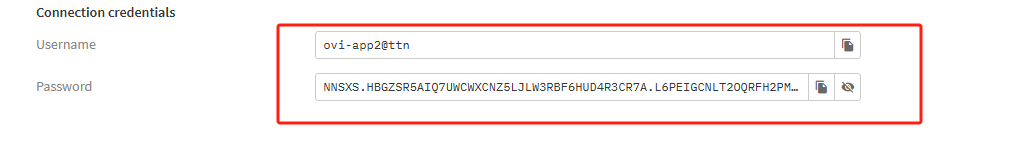 Connection credentials
Username
ovi-app2@ttn
Password
NNSXS.HBGZSR5AIQ7UWCWXCNZ5LJLW3RBF6HUD4R3CR7A.L6PEIGCNLT2OQRFH2PM…